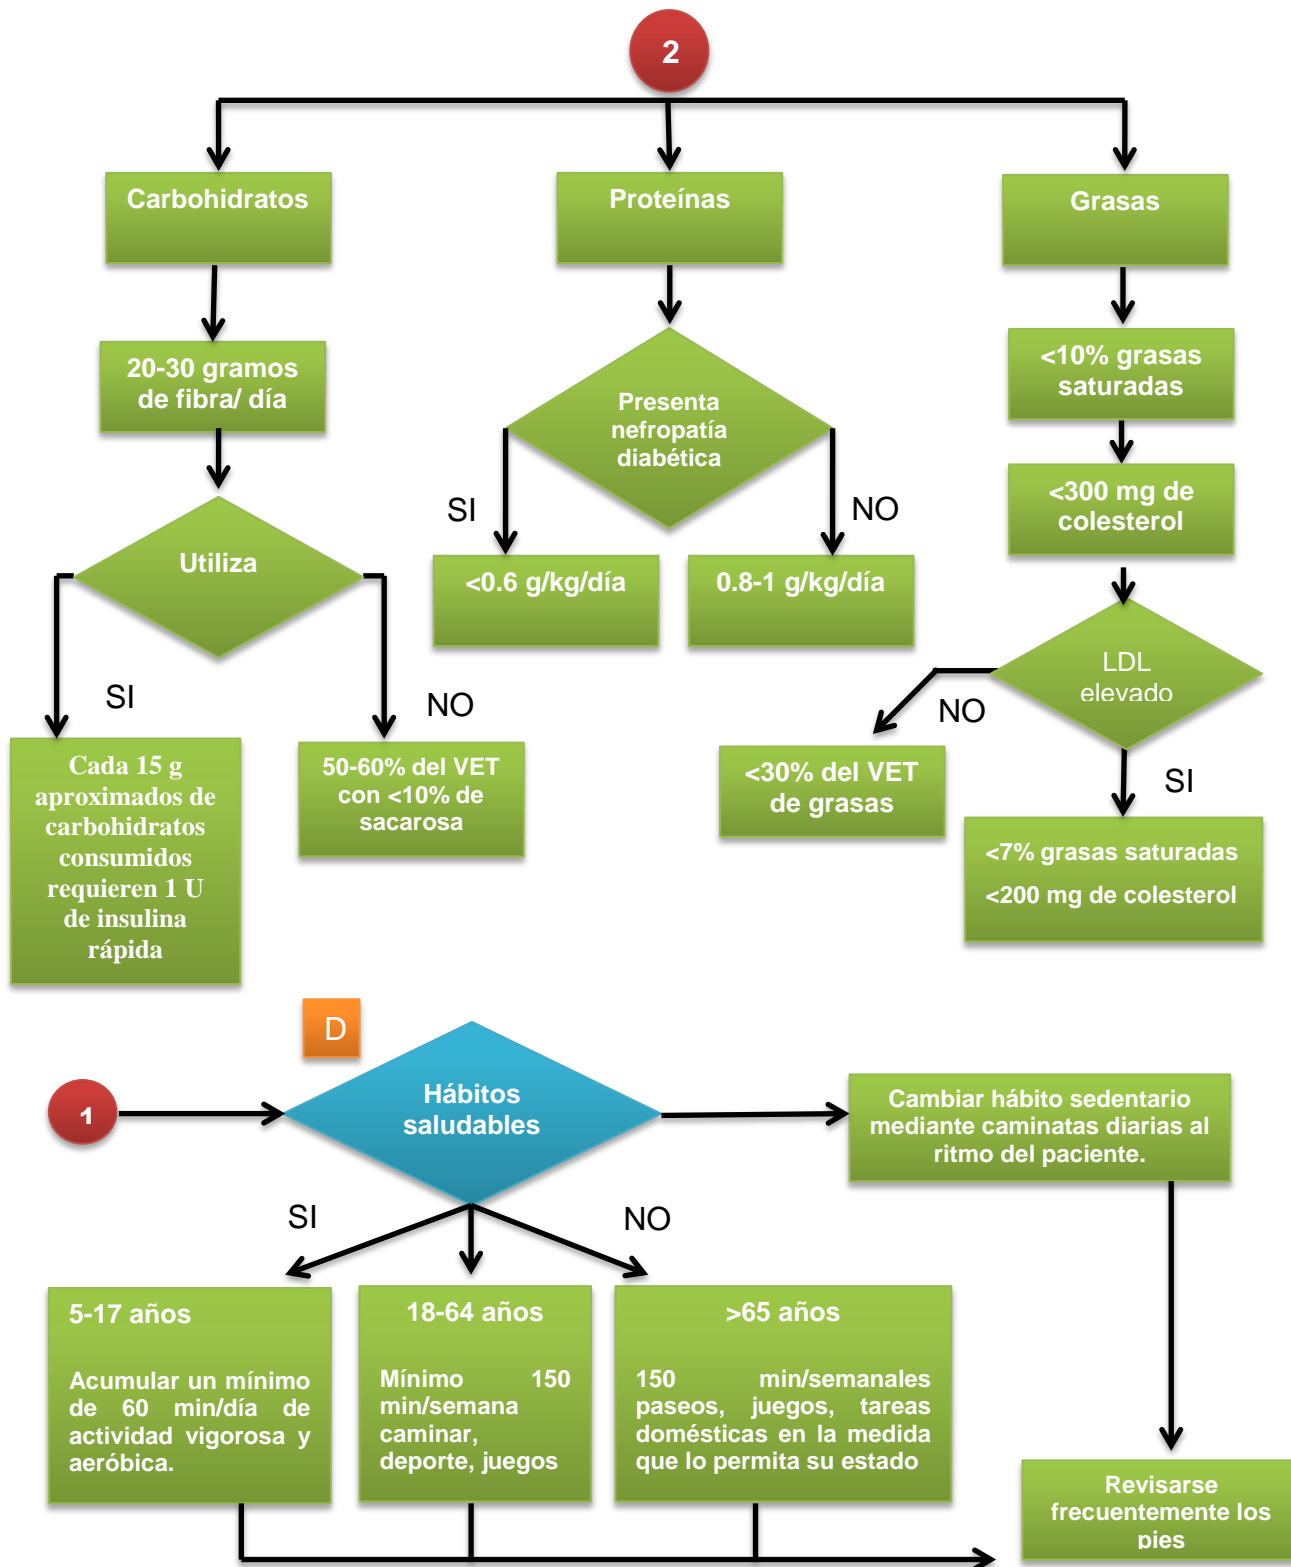 2
Carbohidratos
Proteínas
Grasas
20-30 gramos
de fibra/ día
Presenta
nefropatía
diabética
<10% grasas
saturadas
<300 mg de
colesterol
Utiliza
SI
NO
SI
NO
<0.6 g/kg/día
0.8-1 g/kg/día
LDL
elevado
NO
SI
Cada 15 g
aproximados de
carbohidratos
consumidos
requieren 1 U
de insulina
rápida
50-60% del VET
con <10% de
sacarosa
<30% del VET
de grasas
<7% grasas saturadas
<200 mg de colesterol
D
1
Hábitos
saludables
Cambiar hábito sedentario
mediante caminatas diarias al
ritmo del paciente.
SI
NO
5-17 años
Acumular un mínimo
de 60 min/día de
actividad vigorosa y
aeróbica.
18-64 años
Mínimo 150
min/semana
caminar,
deporte, juegos
>65 años
150 min/semanales
paseos, juegos, tareas
domésticas en la medida
que lo permita su estado
Revisarse
frecuentemente los
pies